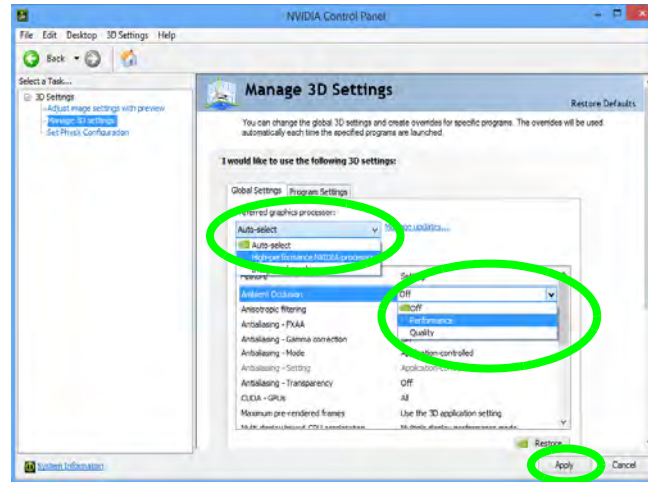 NVIDIA Control Panel
File Edit Desktop 3D Settings Help
Back
Select a Task...
3D Settings
Adjust image settings with preview
Manage 3D settings
Set PhysX Configuration
Manage 3D Settings
Restore Defaults
You can change the global 3D settings and create overrides for specific programs. The overrides will be used
automatically each time the specified programs are launched.
I would like to use the following 3D settings:
Global Settings Program Settings
Preferred graphics processor:
Auto-select
Auto-select
High-performance NVIDIA processor
Feature
Ambient Occlusion Off
Off
Anisotropic filtering
Performance
Antialiasing - FXAA
Quality
Antialiasing - Gamma correction
Antialiasing - Mode Application-controlled
Antialiasing - Setting Application-controlled
Antialiasing - Transparency Off
CUDA - GPUs All
Maximum pre-rendered frames Use the 3D application setting
Restore
System Information
Apply Cancel